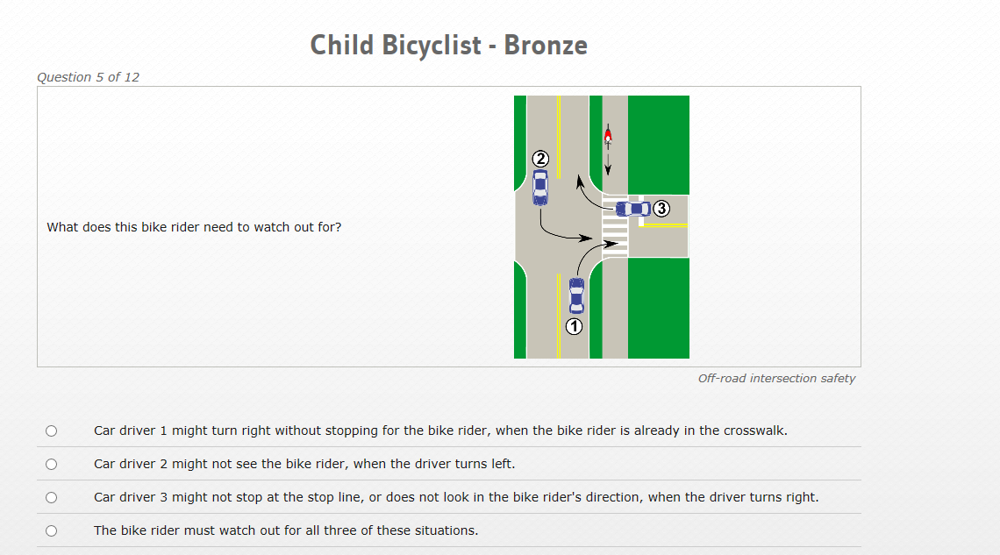 Child Bicyclist - Bronze
Question 5 of 12
2
3
What does this bike rider need to watch out for?
1
Off-road intersection safety
Car driver 1 might turn right without stopping for the bike rider, when the bike rider is already in the crosswalk.
Car driver 2 might not see the bike rider, when the driver turns left.
Car driver 3 might not stop at the stop line, or does not look in the bike rider's direction, when the driver turns right.
The bike rider must watch out for all three of these situations.